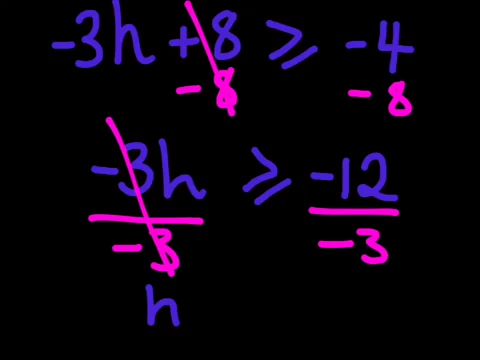 -3h + 8 ≥ -4
- 8 - 8
-3h ≥ -12
-3 -3
h